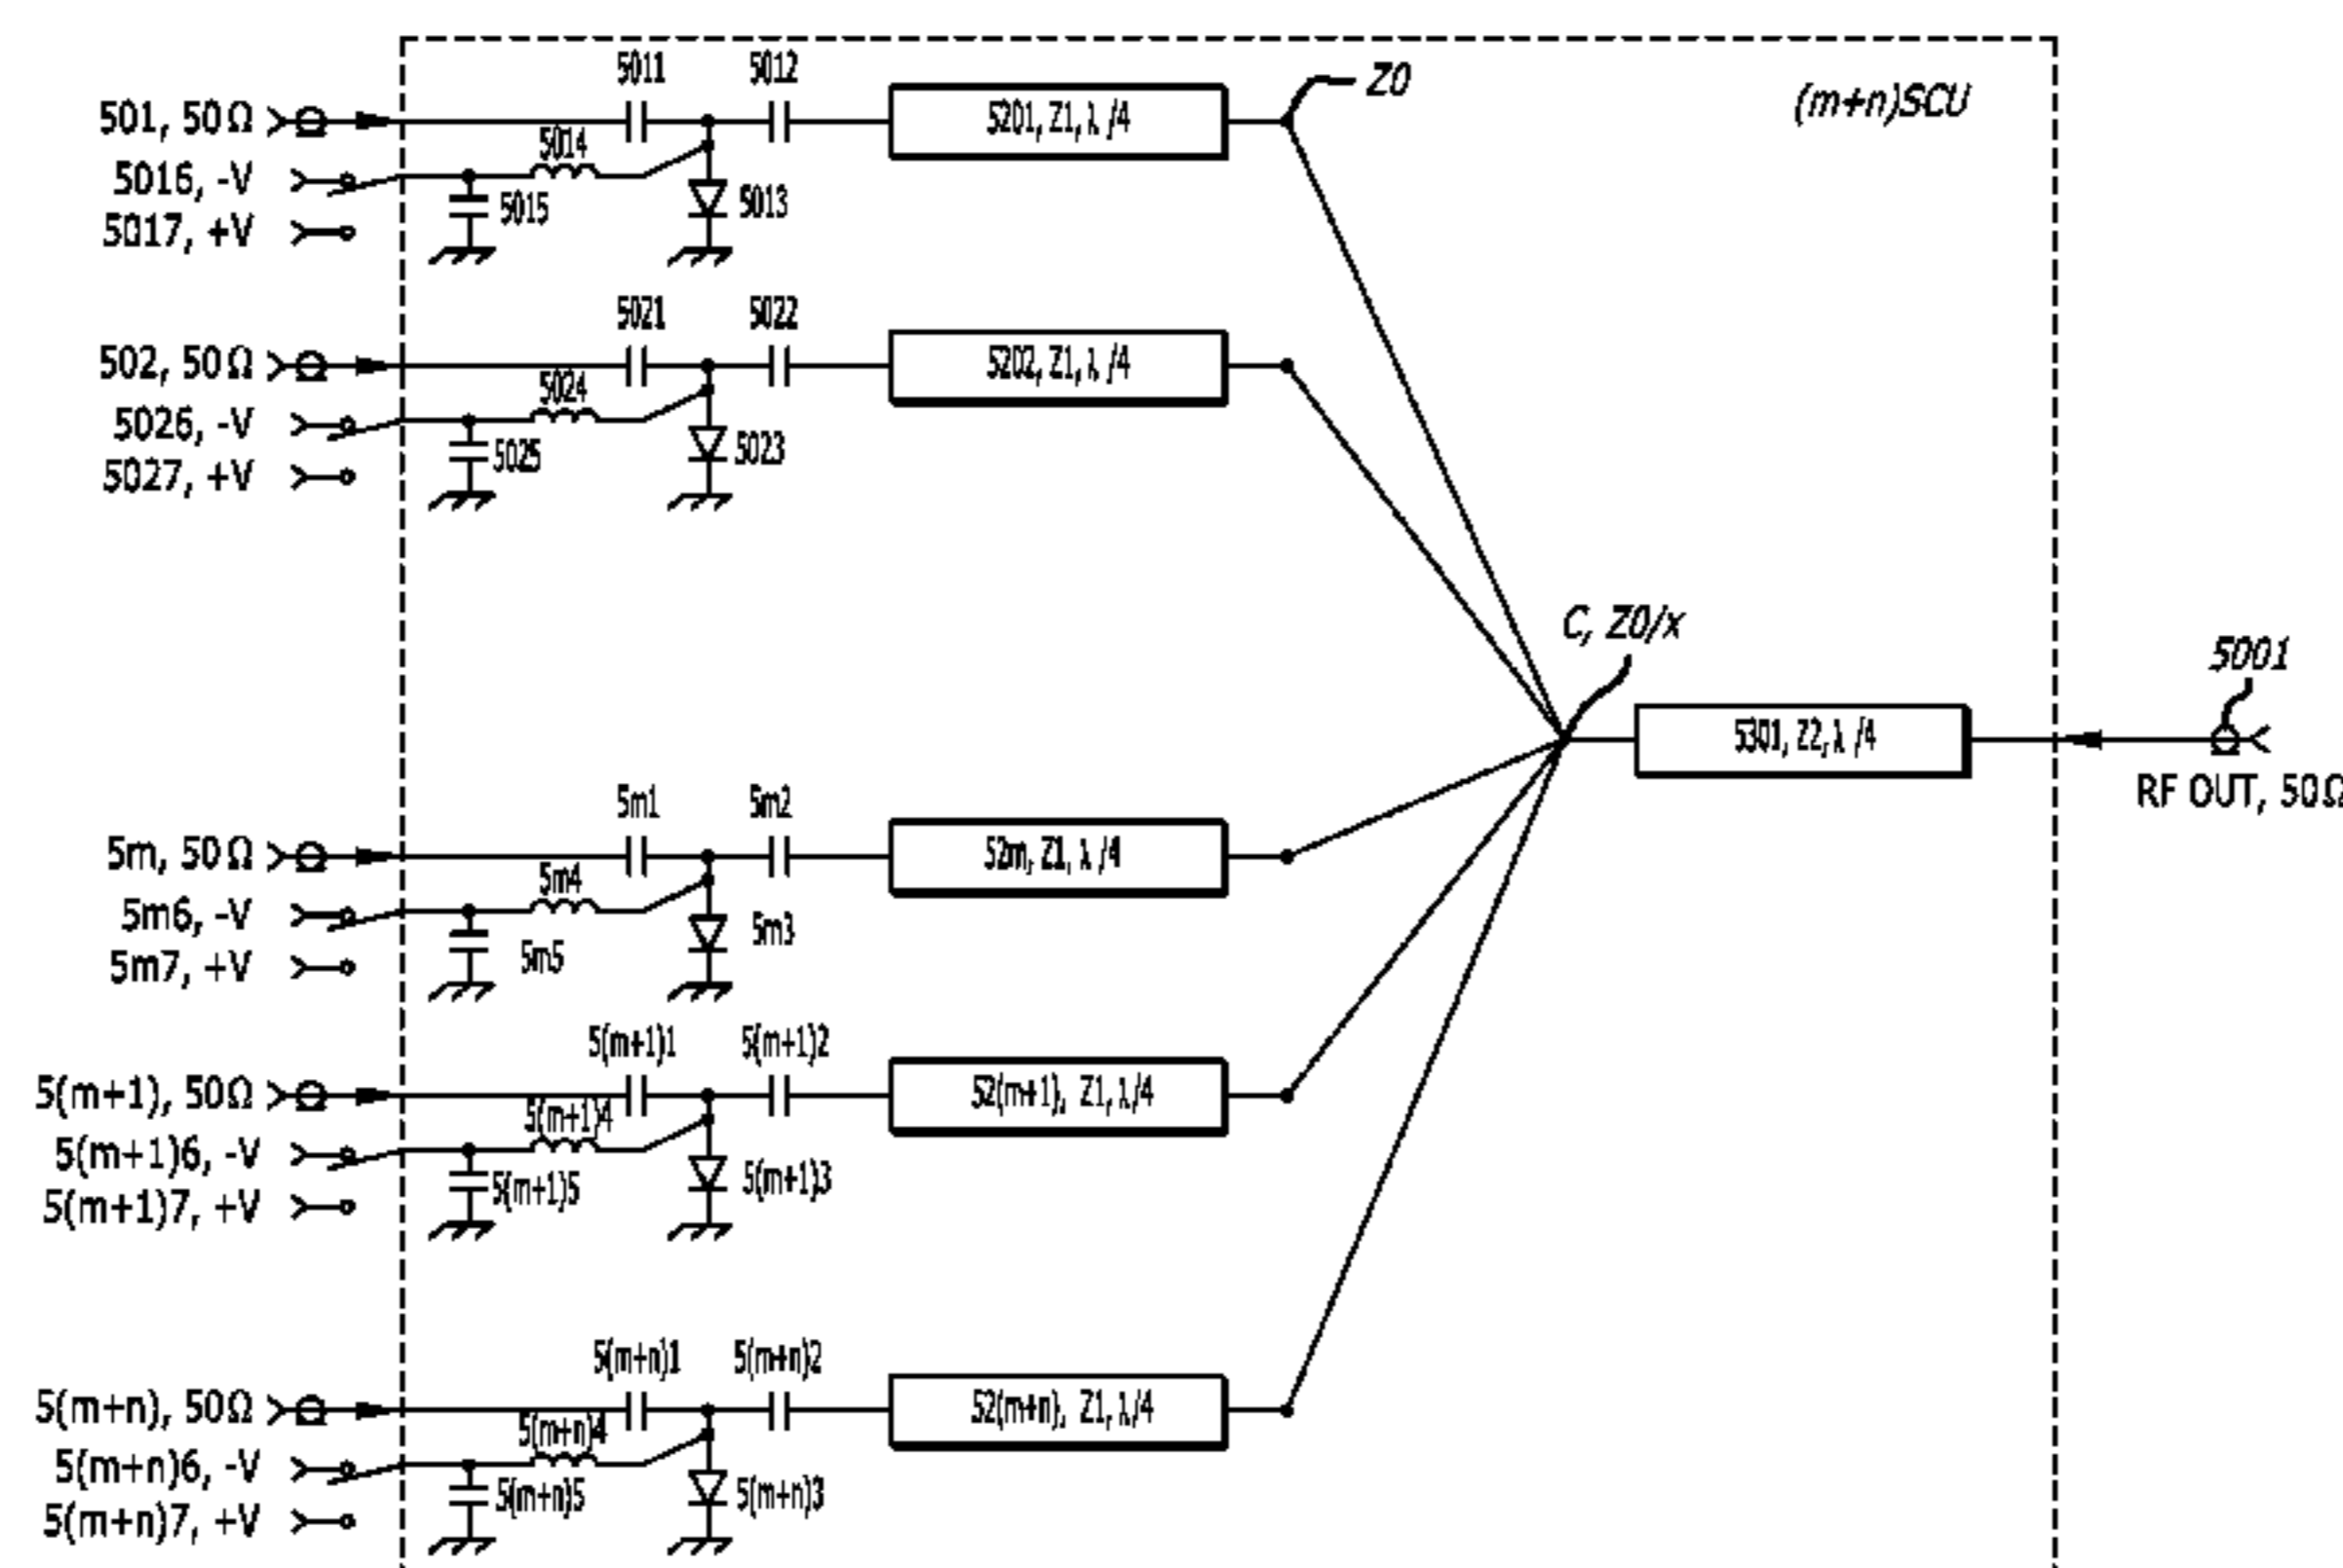 5011
5012
Z0
(m+n)SCU
501, 50Ω
5201, Z1, λ /4
5014
5016, -V
5015
5013
5017, +V
5021
5022
502, 50Ω
5202, Z1, λ /4
5024
5026, -V
5025
5023
5027, +V
C, Z0/x
5001
5301, Z2, λ /4
RF OUT, 50Ω
5m1
5m2
5m, 50Ω
52m, Z1, λ /4
5m4
5m6, -V
5m5
5m3
5m7, +V
5(m+1)1
5(m+1)2
5(m+1), 50Ω
52(m+1), Z1, λ/4
5(m+1)4
5(m+1)6, -V
5(m+1)5
5(m+1)3
5(m+1)7, +V
5(m+n)1
5(m+n)2
5(m+n), 50Ω
52(m+n), Z1, λ/4
5(m+n)4
5(m+n)6, -V
5(m+n)5
5(m+n)3
5(m+n)7, +V